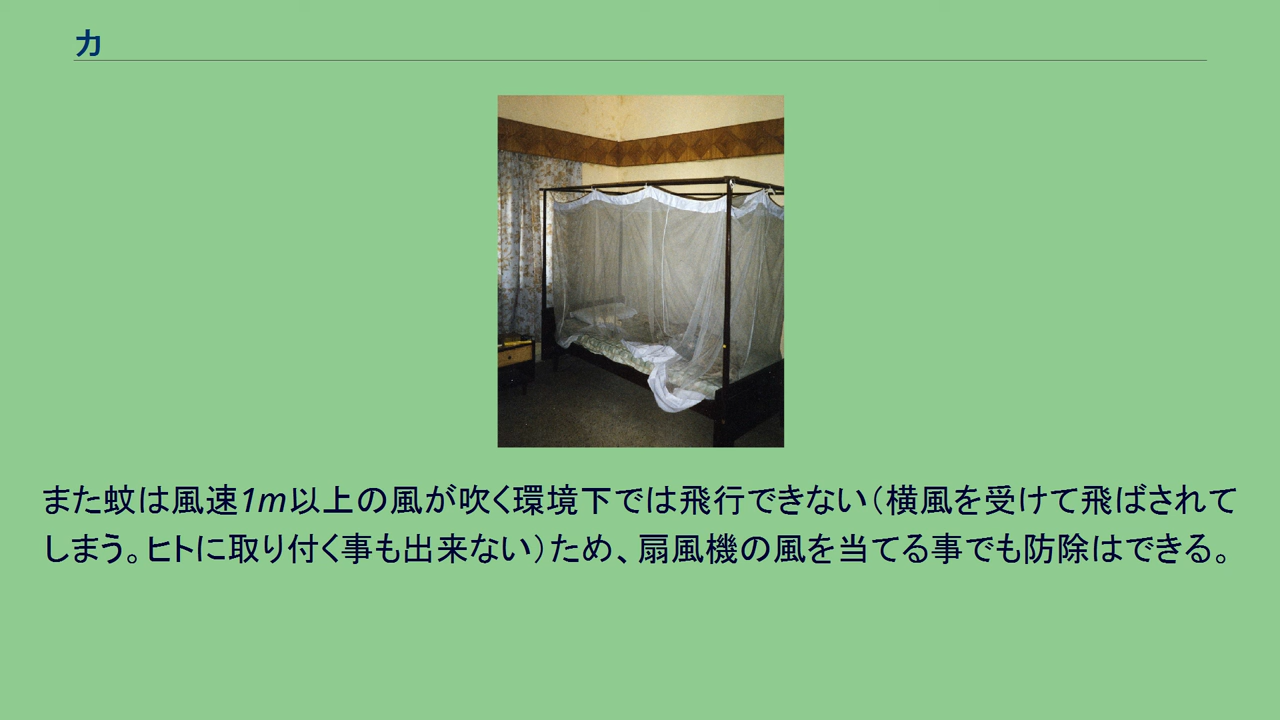 カ
また蚊は風速1m以上の風が吹く環境下では飛行できない（横風を受けて飛ばされて
しまう。ヒトに取り付く事も出来ない）ため、扇風機の風を当てる事でも防除はできる。